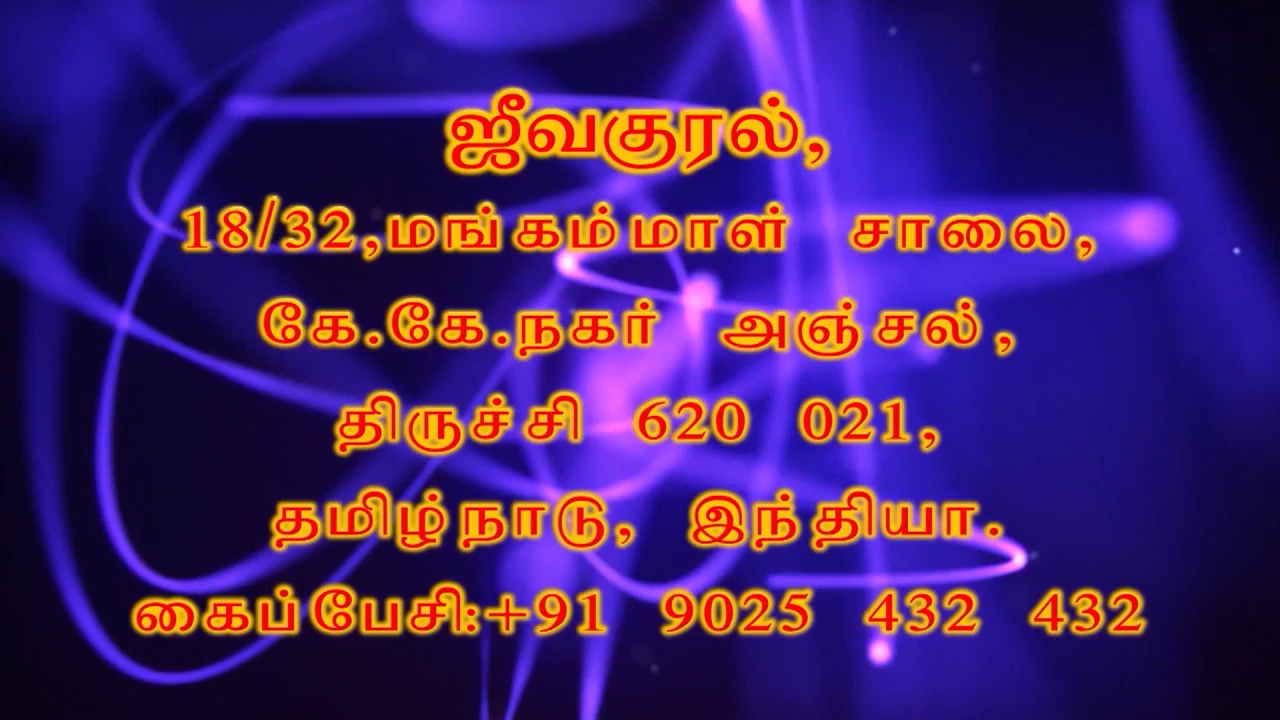 ஜீவகுரல்,
18/32,மங்கம்மாள் சாலை,
கே.கே.நகர் அஞ்சல்,
திருச்சி 620 021,
தமிழ்நாடு, இந்தியா.
கைப்பேசி:+91 9025 432 432